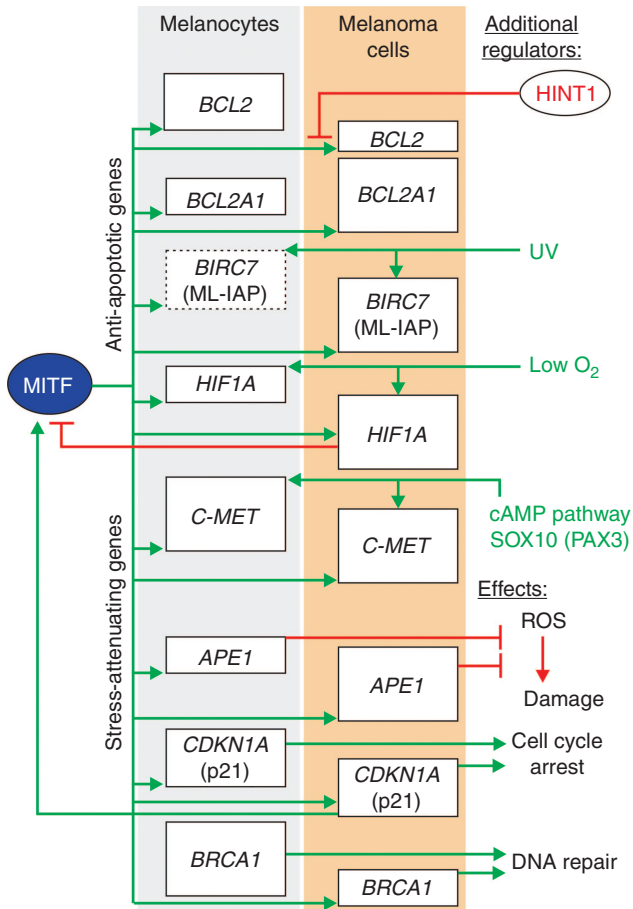 Melanocytes
Melanoma
cells
Additional
regulators:
HINT1
BCL2
BCL2
BCL2A1
BCL2A1
Anti-apoptotic genes
UV
BIRC7
(ML-IAP)
BIRC7
(ML-IAP)
Low O₂
MITF
HIF1A
HIF1A
C-MET
C-MET
cAMP pathway
SOX10 (PAX3)
Stress-attenuating genes
Effects:
ROS
APE1
APE1
Damage
CDKN1A
(p21)
CDKN1A
(p21)
Cell cycle
arrest
BRCA1
BRCA1
DNA repair